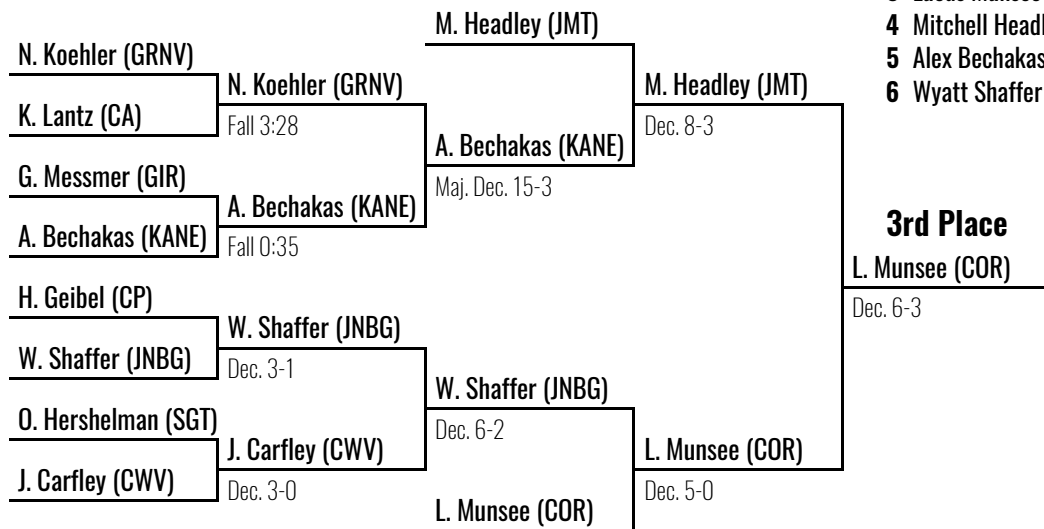 M. Headley (JMT)
4 Mitchell
N. Koehler (GRNV)
5 Alex Bechakas
N. Koehler (GRNV)
M. Headley (JMT)
6 Wyatt Shaffer
K. Lantz (CA)
Fall 3:28
Dec. 8-3
A. Bechakas (KANE)
G. Messmer (GIR)
Maj. Dec. 15-3
A. Bechakas (KANE)
3rd Place
A. Bechakas (KANE)
Fall 0:35
L. Munsee (COR)
H. Geibel (CP)
Dec. 6-3
W. Shaffer (JNBG)
W. Shaffer (JNBG)
Dec. 3-1
W. Shaffer (JNBG)
O. Hershelman (SGT)
Dec. 6-2
J. Carfley (CWV)
L. Munsee (COR)
J. Carfley (CWV)
Dec. 3-0
Dec. 5-0
L. Munsee (COR)